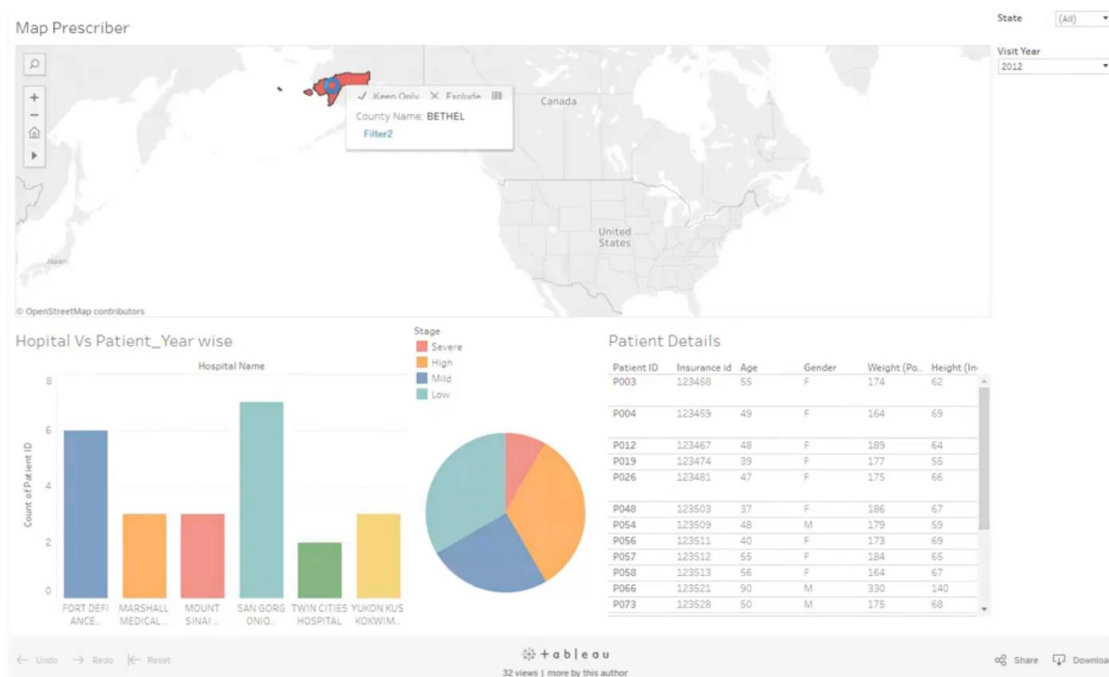 Map Prescriber
State
(All)
Visit Year
2012
Keep Only Exclude
County Name: BETHEL
Filter2
Canada
United
States
Japan
© OpenStreetMap contributors
Hopital Vs Patient_Year wise
Hospital Name
Count of Patient ID
8
6
4
2
0
FORT DEFI
ANCE..
MARSHALL
MEDICAL..
MOUNT
SINAI ..
SAN GORG
ONIO..
TWIN CITIES
HOSPITAL
YUKON KUS
KOKWIM..
Stage
Severe
High
Mild
Low
Patient Details
Patient ID Insurance id Age Gender Weight (Po.. Height (In
P003 123458 55 F 174 62
P004 123459 49 F 164 69
P012 123467 48 F 189 64
P019 123474 39 F 177 55
P026 123481 47 F 175 66
P048 123503 37 F 186 67
P054 123509 48 M 179 59
P056 123511 40 F 173 69
P057 123512 55 F 184 65
P058 123513 56 F 164 67
P066 123521 90 M 330 140
P073 123528 50 M 175 68
← Undo → Redo Reset
+ a b l e a u
32 views | more by this author
Share Download